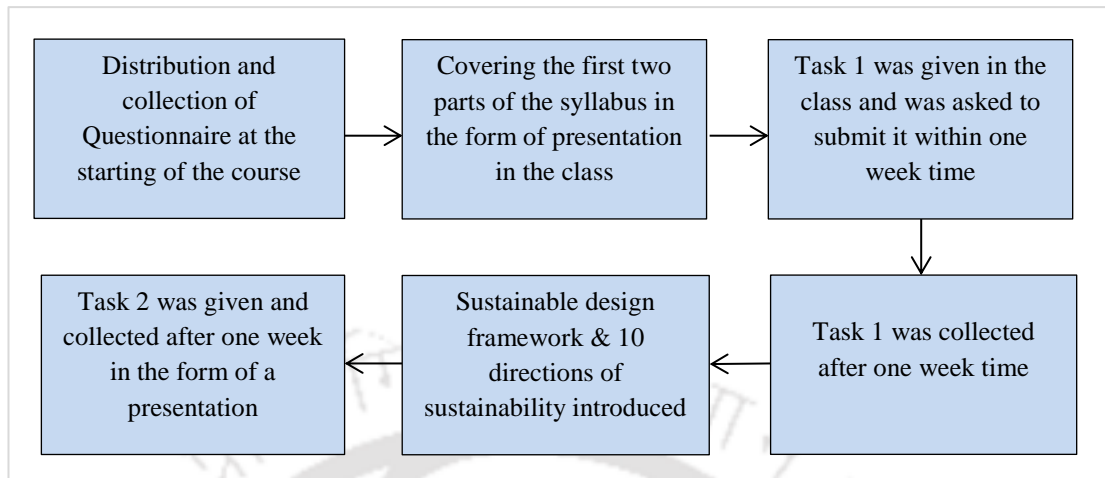 Distribution and
collection of
Questionnaire at the
starting of the course
Covering the first two
parts of the syllabus in
the form of presentation
in the class
Task 1 was given in the
class and was asked to
submit it within one
week time
Task 1 was collected
after one week time
Sustainable design
framework & 10
directions of
sustainability introduced
Task 2 was given and
collected after one week
in the form of a
presentation